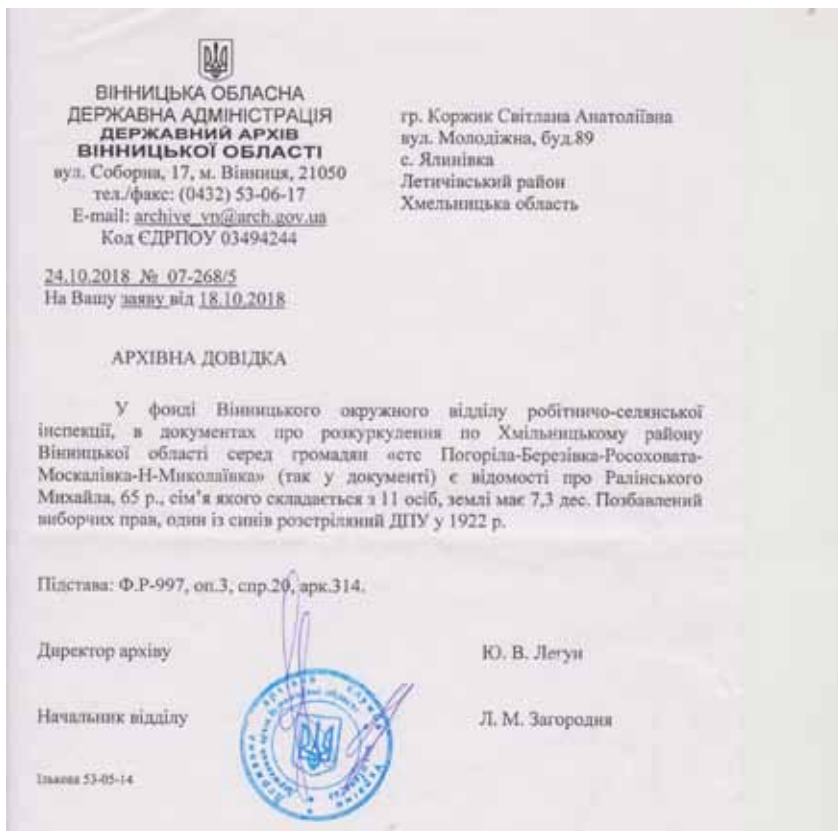 ВІННИЦЬКА ОБЛАСНА
ДЕРЖАВНА АДМІНІСТРАЦІЯ
ДЕРЖАВНИЙ АРХІВ
ВІННИЦЬКОЇ ОБЛАСТІ
вул. Соборна, 17, м. Вінниця, 21050
тел./факс: (0432) 53-06-17
E-mail: archive_vn@arch.gov.ua
Код ЄДРПОУ 03494244
гр. Коржик Світлана Анатоліївна
вул. Молодіжна, буд.89
с. Ялинівка
Летичівський район
Хмельницька область
24.10.2018 № 07-268/5
На Вашу заяву від 18.10.2018
АРХІВНА ДОВІДКА
У фонді Вінницького окружного відділу робітничо-селянської
інспекції, в документах про розкуркулення по Хмільницькому району
Вінницької області серед громадян «стс Погоріла-Березівка-Росоховата-
Москалівка-Н-Миколаївка» (так у документі) є відомості про Ралінського
Михайла, 65 р., сім’я якого складається з 11 осіб, землі має 7,3 дес. Позбавлений
виборчих прав, один із синів розстріляний ДПУ у 1922 р.
Підстава: Ф.Р-997, оп.3, спр.20, арк.314.
Директор архіву
Ю. В. Легун
Начальник відділу
Л. М. Загородня
53-05-14